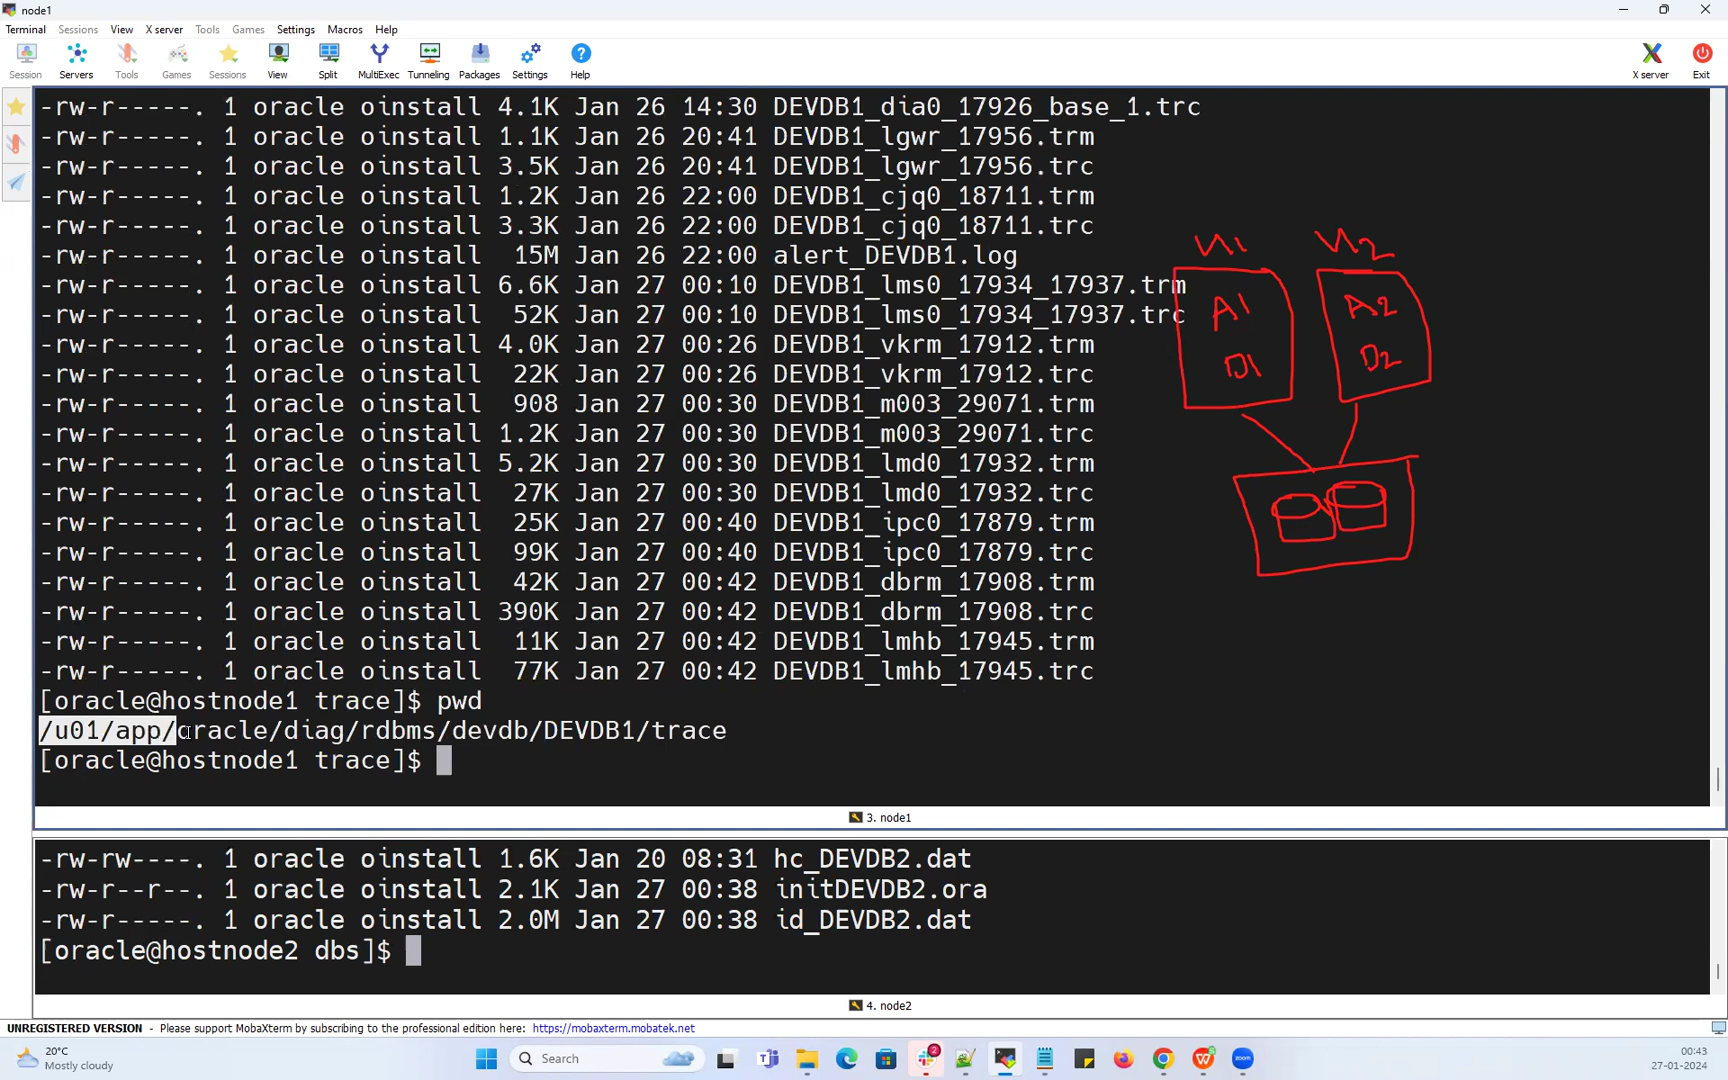 node1
Terminal Sessions View X server Tools Games Settings Macros Help
Session Servers Tools Games Sessions View Split MultiExec Tunneling Packages Settings Help X server Exit
-rw-r-----. 1 oracle oinstall 4.1K Jan 26 14:30 DEVDB1_dia0_17926_base_1.trc
-rw-r-----. 1 oracle oinstall 1.1K Jan 26 20:41 DEVDB1_lgwr_17956.trm
-rw-r-----. 1 oracle oinstall 3.5K Jan 26 20:41 DEVDB1_lgwr_17956.trc
-rw-r-----. 1 oracle oinstall 1.2K Jan 26 22:00 DEVDB1_cjq0_18711.trm
-rw-r-----. 1 oracle oinstall 3.3K Jan 26 22:00 DEVDB1_cjq0_18711.trc
-rw-r-----. 1 oracle oinstall 15M Jan 26 22:00 alert_DEVDB1.log
-rw-r-----. 1 oracle oinstall 6.6K Jan 27 00:10 DEVDB1_lms0_17934_17937.trm
-rw-r-----. 1 oracle oinstall 52K Jan 27 00:10 DEVDB1_lms0_17934_17937.trc
-rw-r-----. 1 oracle oinstall 4.0K Jan 27 00:26 DEVDB1_vkrm_17912.trm
-rw-r-----. 1 oracle oinstall 22K Jan 27 00:26 DEVDB1_vkrm_17912.trc
-rw-r-----. 1 oracle oinstall 908 Jan 27 00:30 DEVDB1_m003_29071.trm
-rw-r-----. 1 oracle oinstall 1.2K Jan 27 00:30 DEVDB1_m003_29071.trc
-rw-r-----. 1 oracle oinstall 5.2K Jan 27 00:30 DEVDB1_lmd0_17932.trm
-rw-r-----. 1 oracle oinstall 27K Jan 27 00:30 DEVDB1_lmd0_17932.trc
-rw-r-----. 1 oracle oinstall 25K Jan 27 00:40 DEVDB1_ipc0_17879.trm
-rw-r-----. 1 oracle oinstall 99K Jan 27 00:40 DEVDB1_ipc0_17879.trc
-rw-r-----. 1 oracle oinstall 42K Jan 27 00:42 DEVDB1_dbrm_17908.trm
-rw-r-----. 1 oracle oinstall 390K Jan 27 00:42 DEVDB1_dbrm_17908.trc
-rw-r-----. 1 oracle oinstall 11K Jan 27 00:42 DEVDB1_lmhb_17945.trm
-rw-r-----. 1 oracle oinstall 77K Jan 27 00:42 DEVDB1_lmhb_17945.trc
[oracle@hostnode1 trace]$ pwd
/u01/app/oracle/diag/rdbms/devdb/DEVDB1/trace
[oracle@hostnode1 trace]$
N1 N2
A1 A2
D1 D2
3. node1
-rw-rw----. 1 oracle oinstall 1.6K Jan 20 08:31 hc_DEVDB2.dat
-rw-r--r--. 1 oracle oinstall 2.1K Jan 27 00:38 initDEVDB2.ora
-rw-r-----. 1 oracle oinstall 2.0M Jan 27 00:38 id_DEVDB2.dat
[oracle@hostnode2 dbs]$
4. node2
UNREGISTERED VERSION - Please support MobaXterm by subscribing to the professional edition here: https://mobaxterm.mobatek.net
20°C
Mostly cloudy
Search
2
00:43
27-01-2024